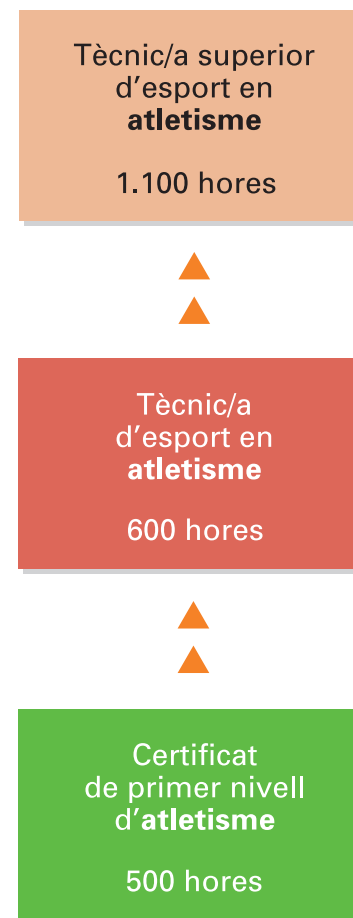 Tècnic/a superior
d’esport en
atletisme
1.100 hores
Tècnic/a
d’esport en
atletisme
600 hores
Certificat
de primer nivell
d’atletisme
500 hores